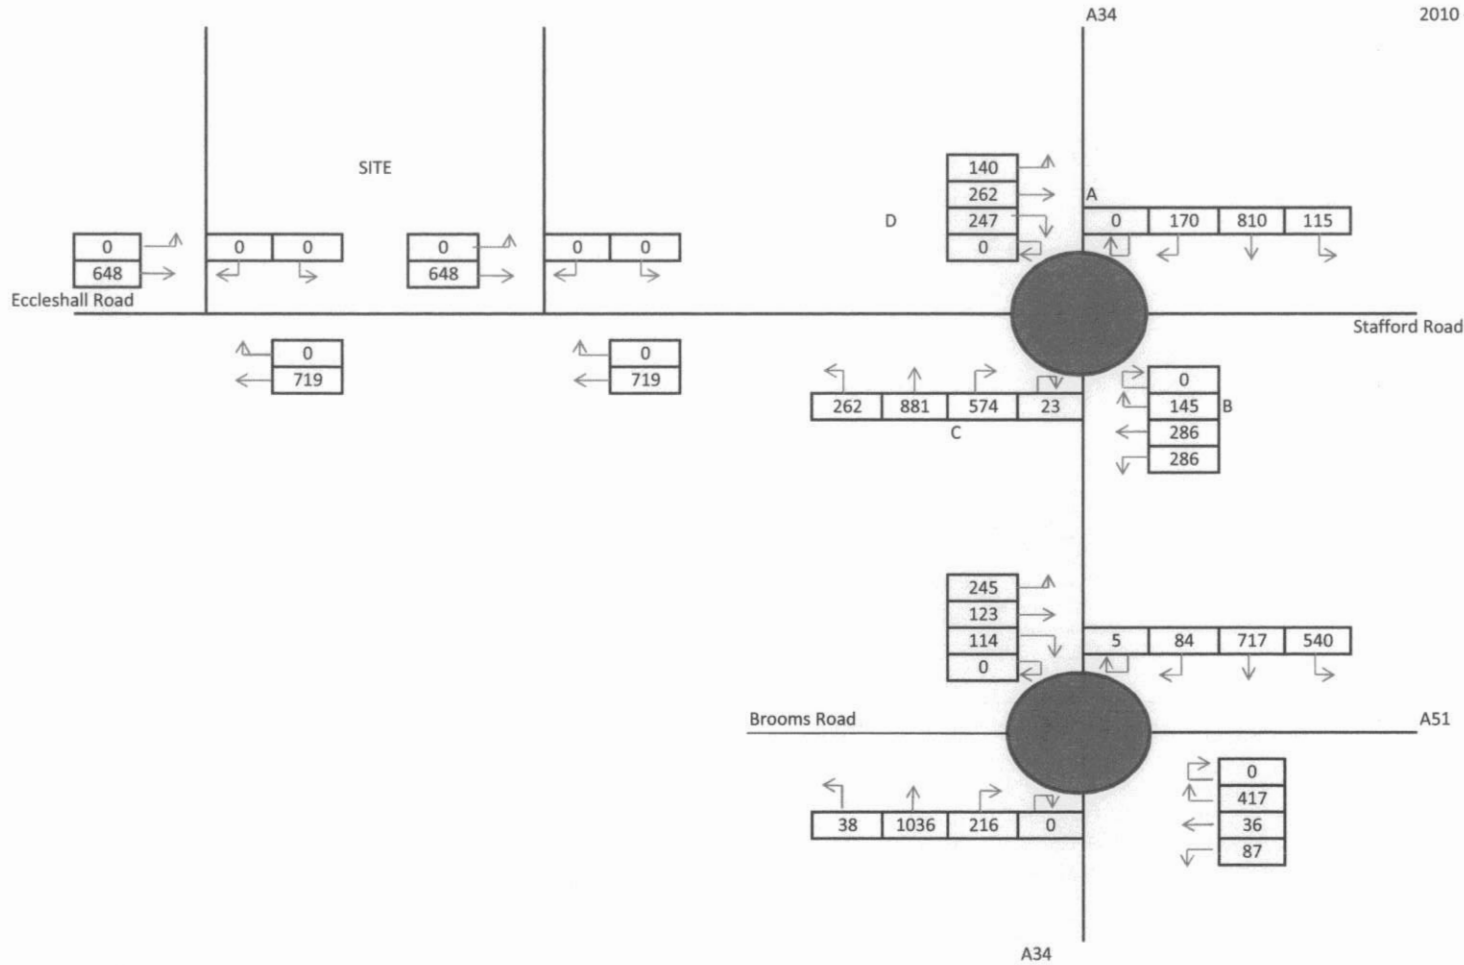 A34 2010
140
SITE
262
A
D 247 0 170 810 115
0 0 0 0 0 0 0
648 648
Eccleshall Road
Stafford Road
0 0
719 719
0
262 881 574 23 145 B
C
286
286
245
123
114 5 84 717 540
0
Brooms Road A51
0
417
38 1036 216 0 36
87
A34